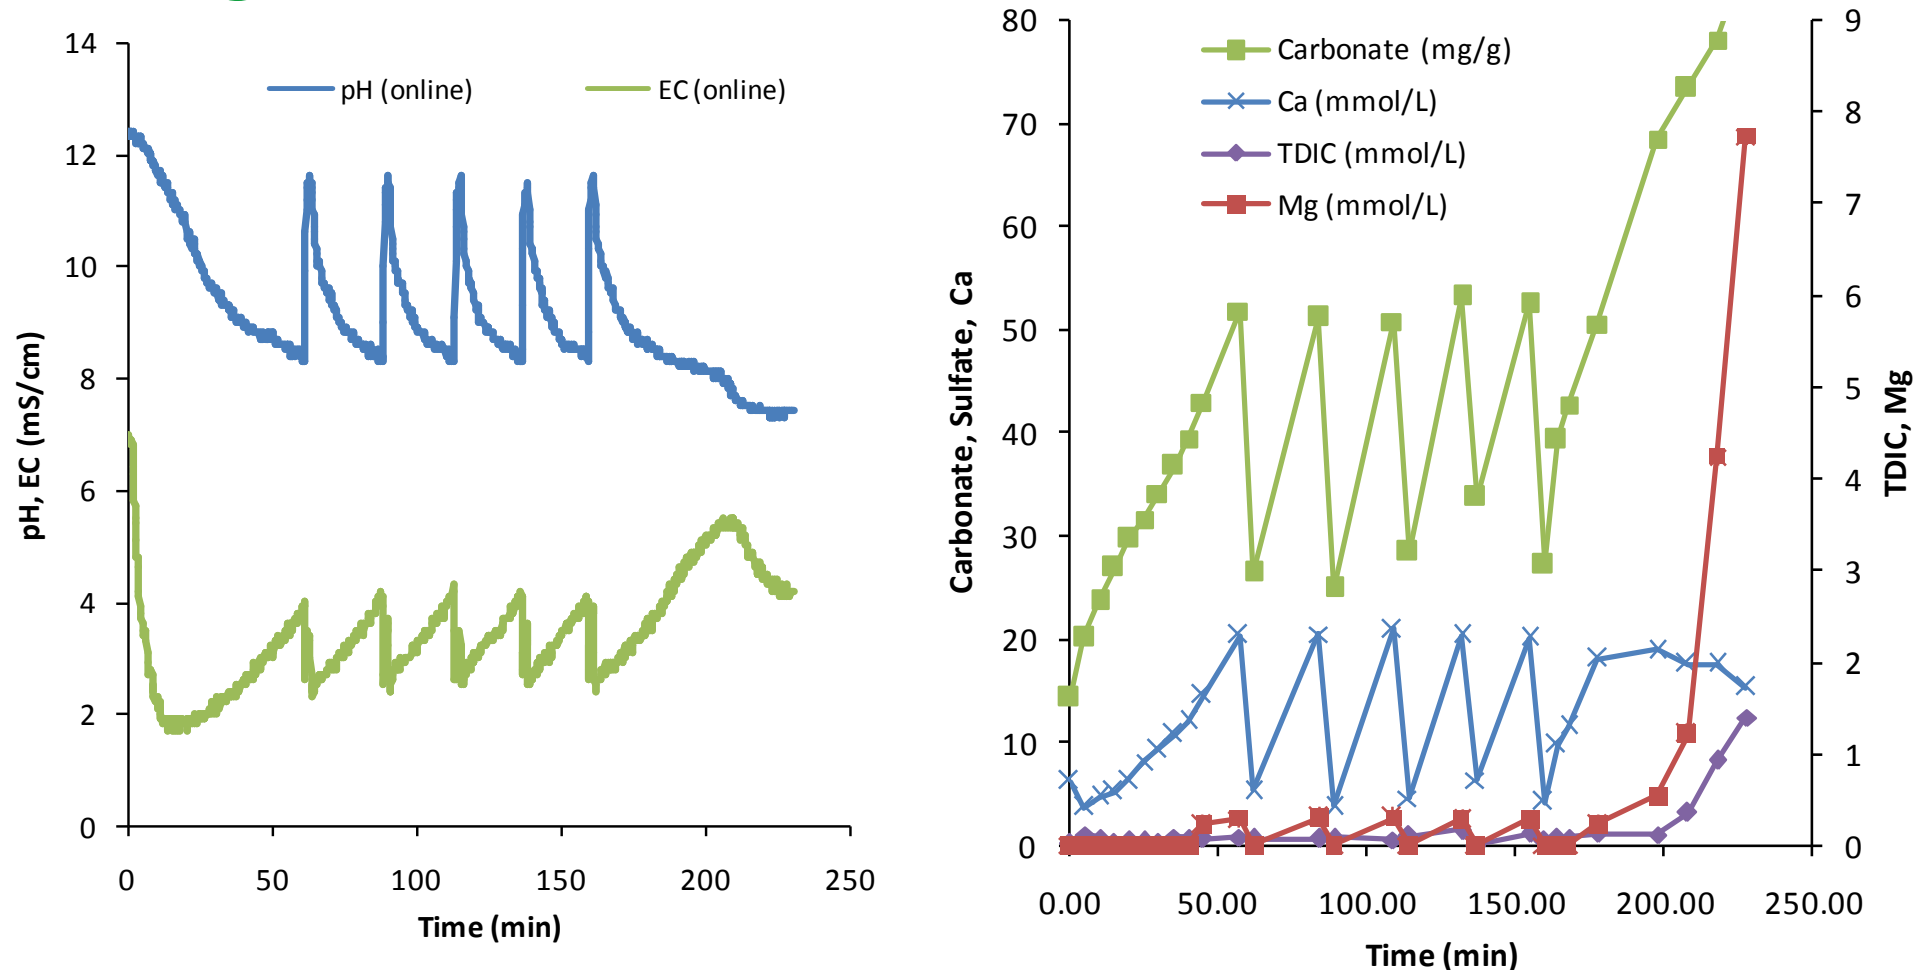 14
12
10
8
6
4
2
0
pH (online)
EC (online)
pH, EC (mS/cm)
0 50 100 150 200 250
Time (min)
80
70
60
50
40
30
20
10
0
Carbonate (mg/g)
Ca (mmol/L)
TDIC (mmol/L)
Mg (mmol/L)
Carbonate, Sulfate, Ca
9
8
7
6
5
4
3
2
1
0
TDIC, Mg
0.00 50.00 100.00 150.00 200.00 250.00
Time (min)